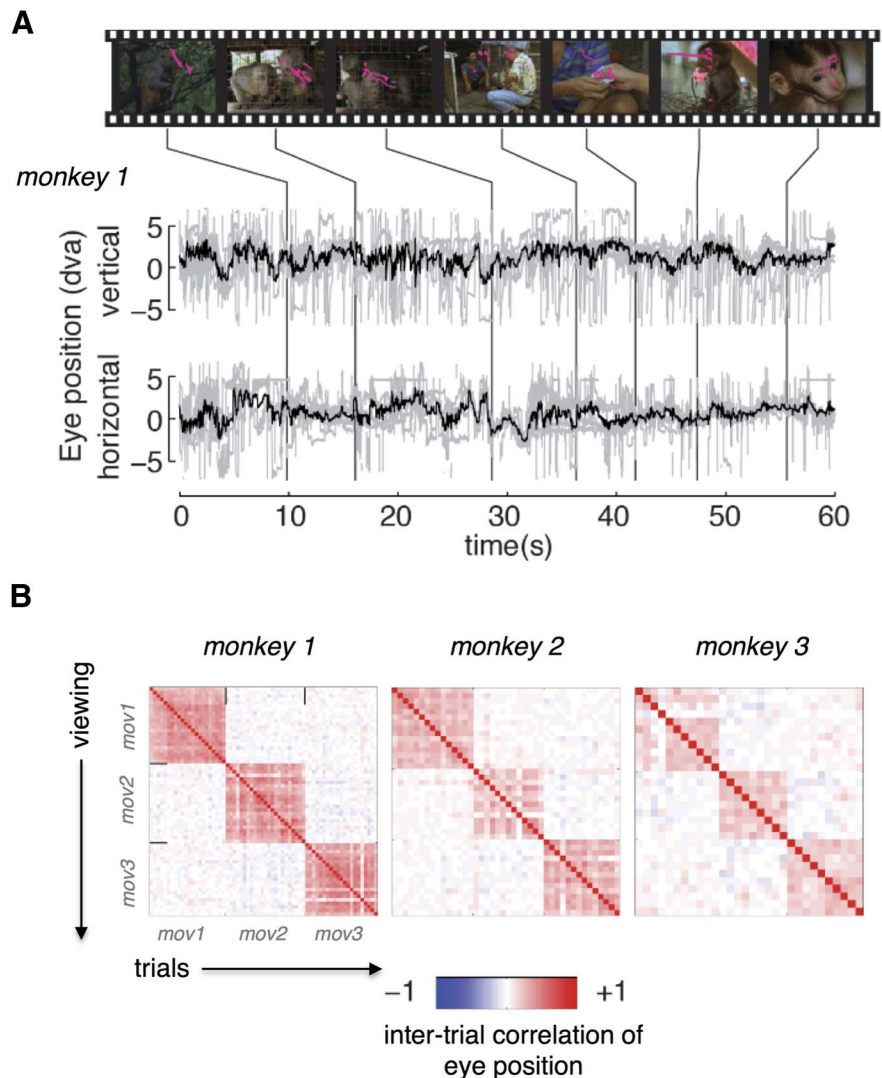 A
monkey 1
Eye position (dva)
vertical
5
0
−5
horizontal
5
0
−5
0 10 20 30 40 50 60
time(s)
B
monkey 1 monkey 2 monkey 3
viewing
mov1
mov2
mov3
mov1 mov2 mov3
trials
−1 +1
inter-trial correlation of
eye position